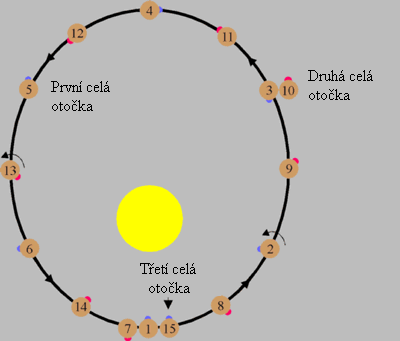 4
12
11
5
První celá
otočka
3
10
Druhá celá
otočka
13
9
6
2
Třetí celá
otočka
14
8
7
1
15